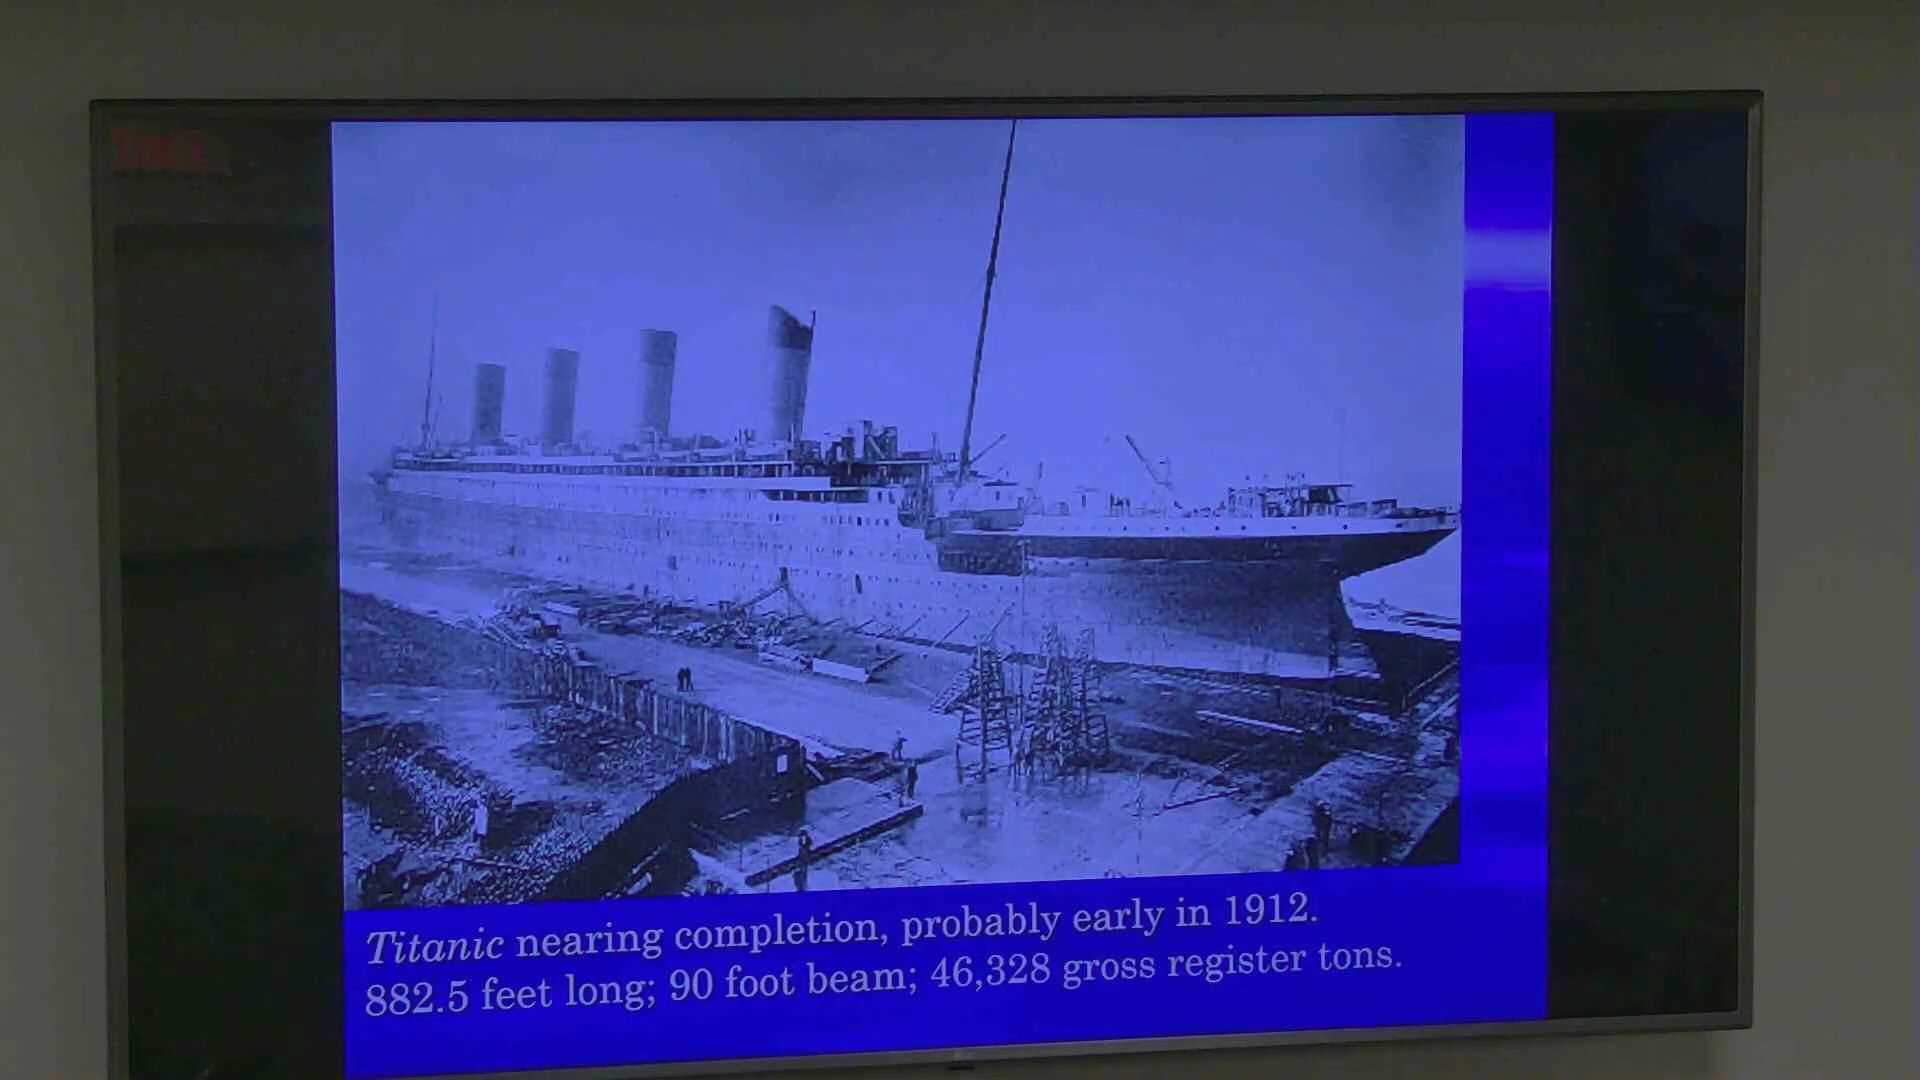 Titanic nearing completion, probably early in 1912.
882.5 feet long; 90 foot beam; 46,328 gross register tons.